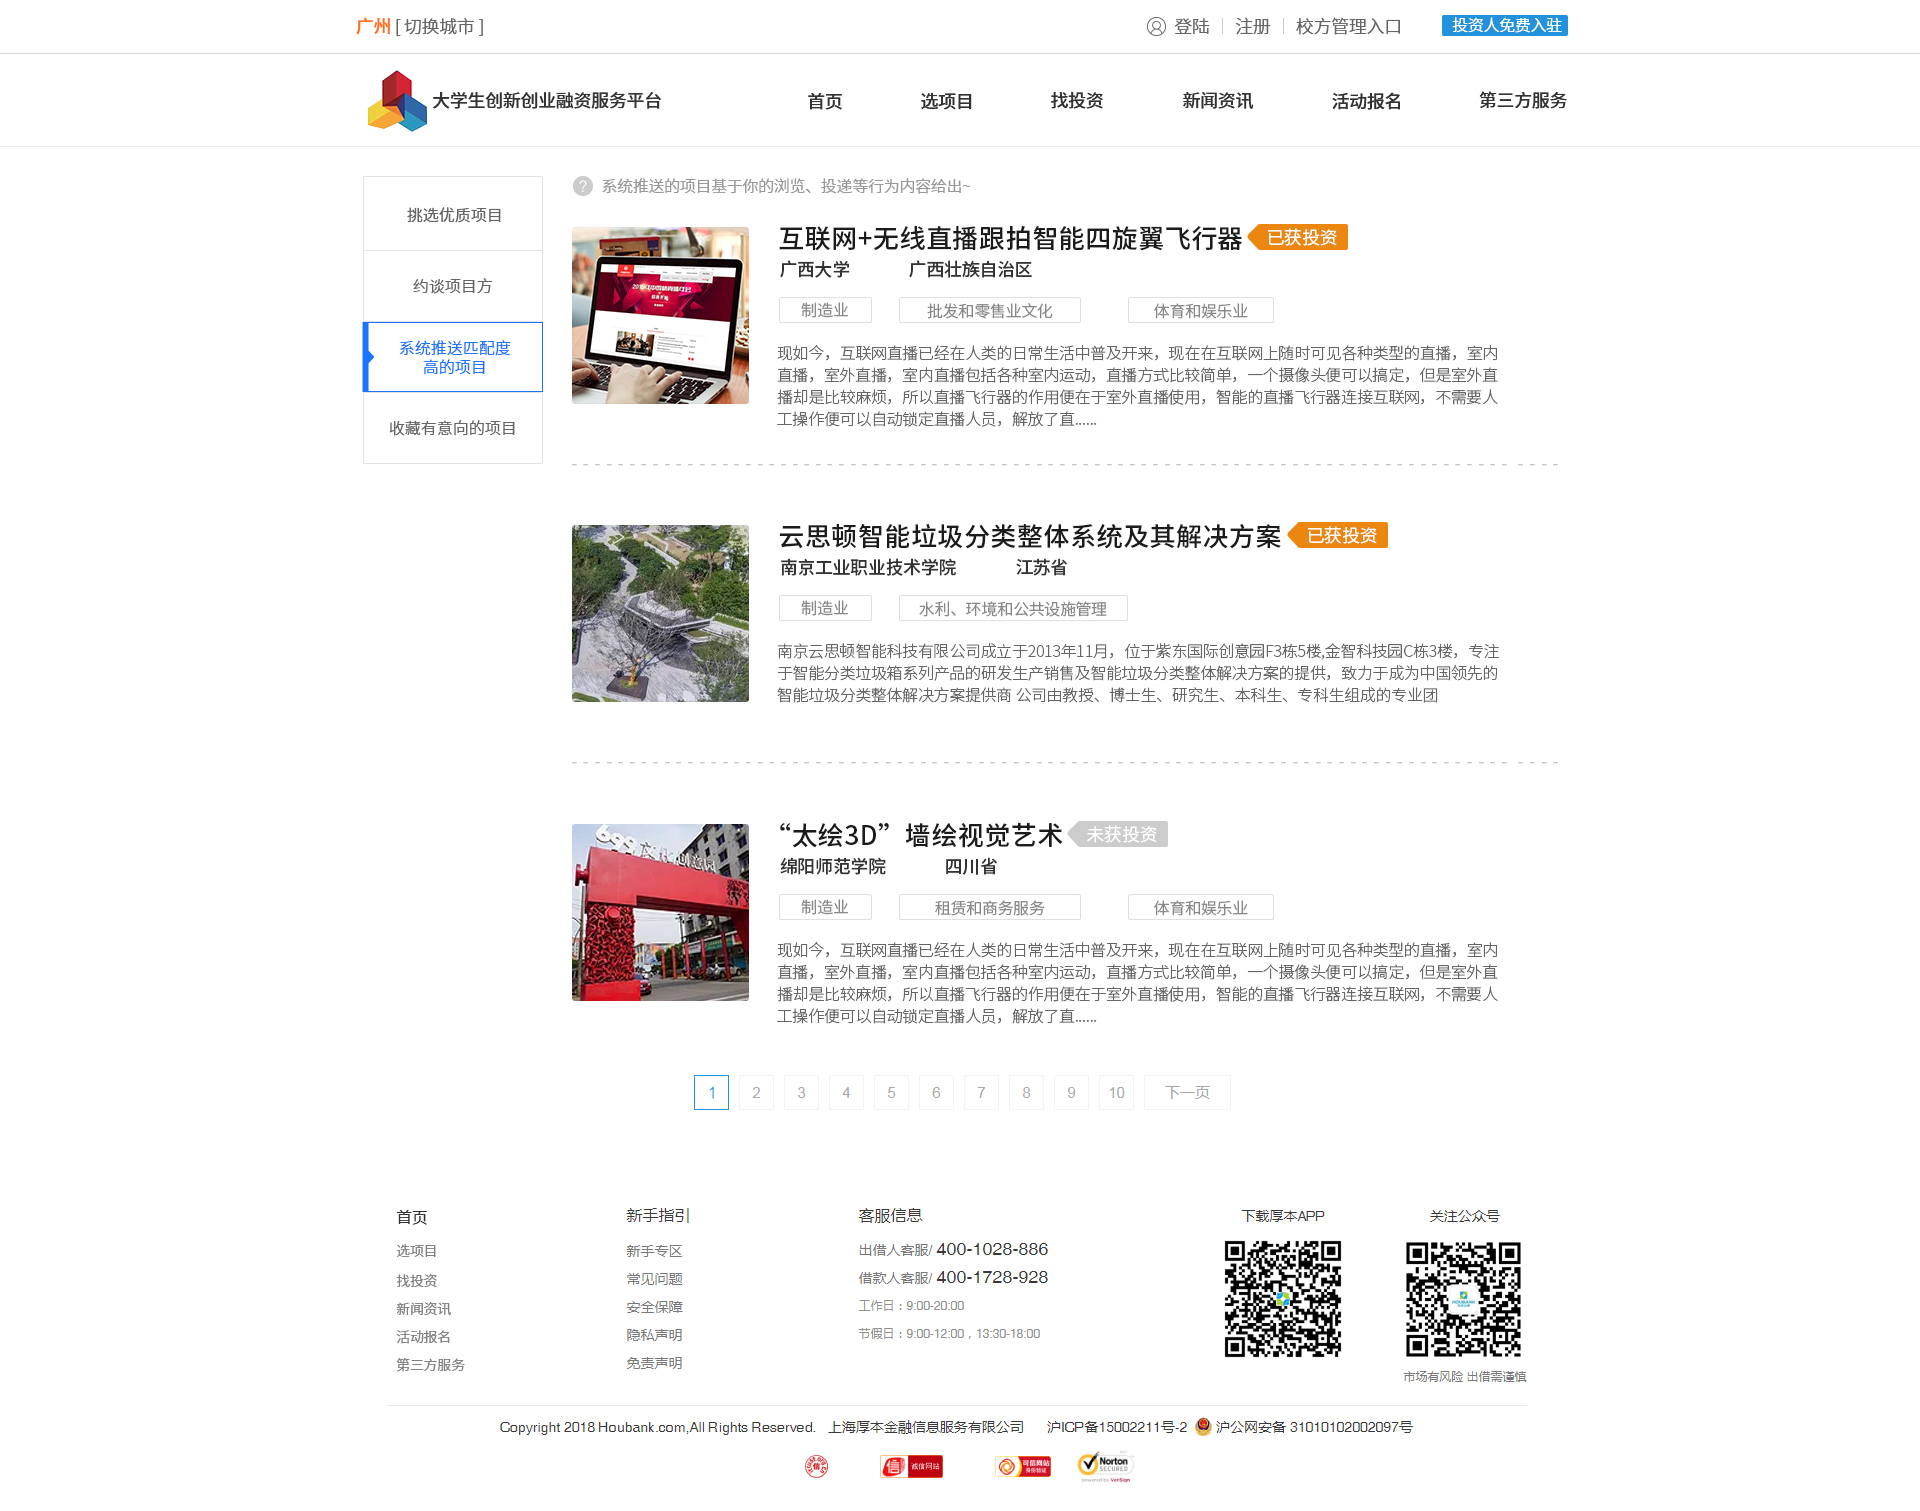 广州 [ 切换城市 ]
登陆
注册
校方管理入口
投资人免费入驻
大学生创新创业融资服务平台
首页
选项目
找投资
新闻资讯
活动报名
第三方服务
挑选优质项目
约谈项目方
系统推送匹配度
高的项目
收藏有意向的项目
? 系统推送的项目基于你的浏览、投递等行为内容给出~
互联网+无线直播跟拍智能四旋翼飞行器
已获投资
广西大学
广西壮族自治区
制造业
批发和零售业文化
体育和娱乐业
现如今，互联网直播已经在人类的日常生活中普及开来，现在在互联网上随时可见各种类型的直播，室内
直播，室外直播，室内直播包括各种室内运动，直播方式比较简单，一个摄像头便可以搞定，但是室外直
播却是比较麻烦，所以直播飞行器的作用便在于室外直播使用，智能的直播飞行器连接互联网，不需要人
工操作便可以自动锁定直播人员，解放了直......
云思顿智能垃圾分类整体系统及其解决方案
已获投资
南京工业职业技术学院
江苏省
制造业
水利、环境和公共设施管理
南京云思顿智能科技有限公司成立于2013年11月，位于紫东国际创意园F3栋5楼,金智科技园C栋3楼，专注
于智能分类垃圾箱系列产品的研发生产销售及智能垃圾分类整体解决方案的提供，致力于成为中国领先的
智能垃圾分类整体解决方案提供商 公司由教授、博士生、研究生、本科生、专科生组成的专业团
699文化创意园
“太绘3D”墙绘视觉艺术
未获投资
绵阳师范学院
四川省
制造业
租赁和商务服务
体育和娱乐业
现如今，互联网直播已经在人类的日常生活中普及开来，现在在互联网上随时可见各种类型的直播，室内
直播，室外直播，室内直播包括各种室内运动，直播方式比较简单，一个摄像头便可以搞定，但是室外直
播却是比较麻烦，所以直播飞行器的作用便在于室外直播使用，智能的直播飞行器连接互联网，不需要人
工操作便可以自动锁定直播人员，解放了直......
1 2 3 4 5 6 7 8 9 10 下一页
首页
选项目
找投资
新闻资讯
活动报名
第三方服务
新手指引
新手专区
常见问题
安全保障
隐私声明
免责声明
客服信息
出借人客服/ 400-1028-886
借款人客服/ 400-1728-928
工作日：9:00-20:00
节假日：9:00-12:00，13:30-18:00
下载厚本APP
关注公众号
HOUBANK
市场有风险 出借需谨慎
Copyright 2018 Houbank.com,All Rights Reserved. 上海厚本金融信息服务有限公司 沪ICP备15002211号-2 沪公网安备 31010102002097号
信
信 诚信网站
可信网站
身份验证
Norton
SECURED
powered by VeriSign